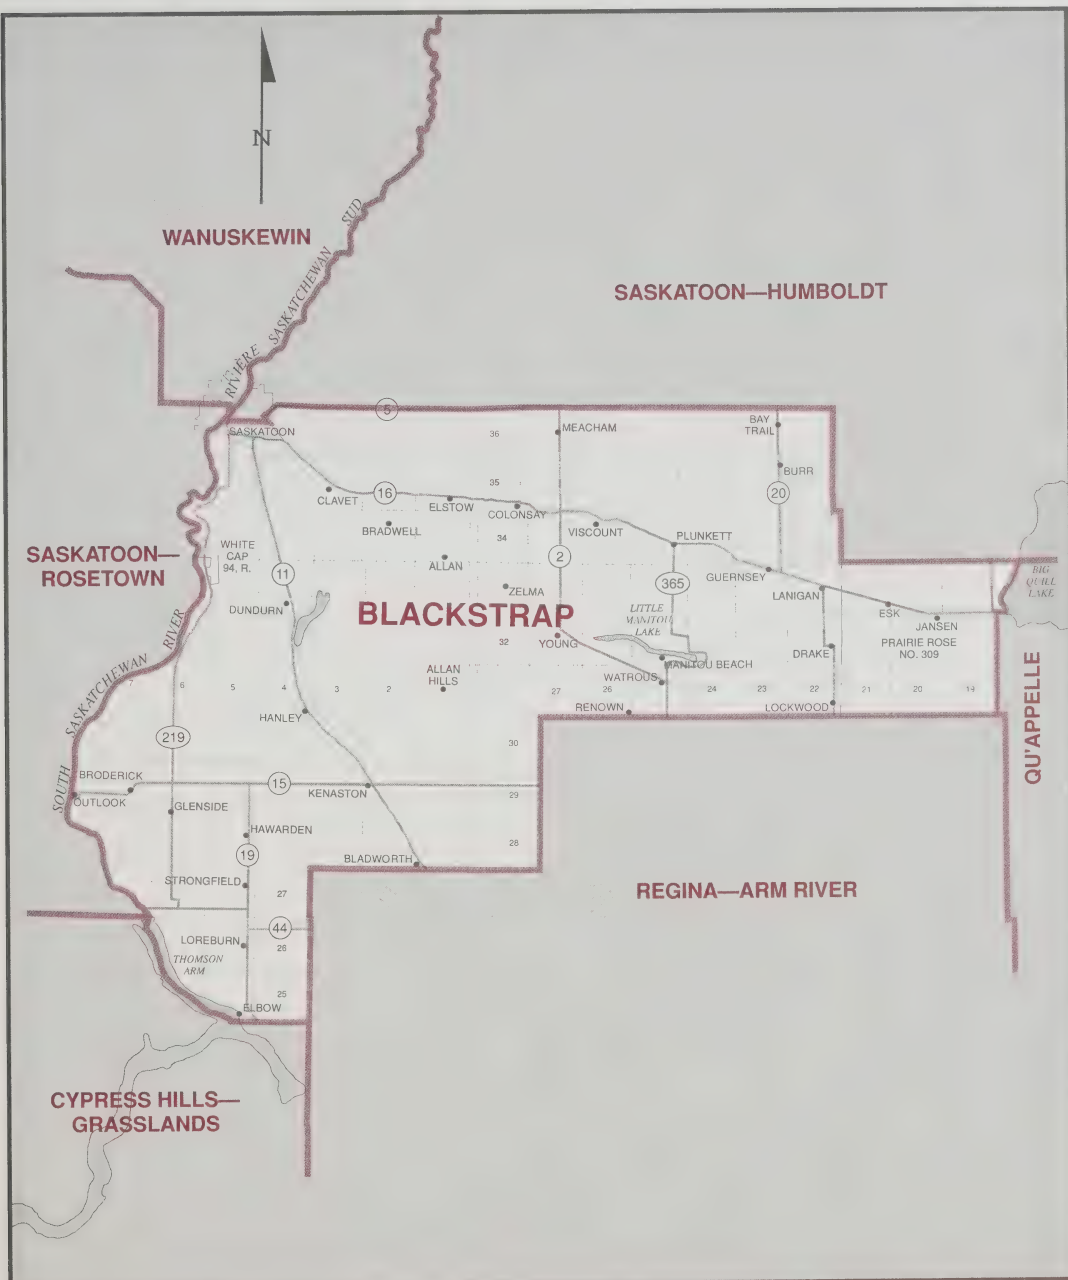 N
WANUSKEWIN
RIVIÈRE SASKATCHEWAN SUD
SASKATOON—HUMBOLDT
5
SASKATOON
36
MEACHAM
BAY
TRAIL
BURR
35
CLAVET
16
ELSTOW
COLONSAY
20
BRADWELL
VISCOUNT
34
PLUNKETT
SASKATOON—
ROSETOWN
WHITE
CAP
94, R.
ALLAN
2
11
365
GUERNSEY
BIG
QUILL
LAKE
ZELMA
LANIGAN
DUNDURN
BLACKSTRAP
LITTLE
MANITOU
LAKE
ESK
JANSEN
32
YOUNG
PRAIRIE ROSE
NO. 309
DRAKE
MANITOU BEACH
ALLAN
HILLS
WATROUS
7
6
5
4
3
2
27
26
24
23
22
21
20
19
RENOWN
LOCKWOOD
HANLEY
SOUTH SASKATCHEWAN RIVER
QU'APPELLE
219
30
BRODERICK
15
KENASTON
OUTLOOK
29
GLENSIDE
HAWARDEN
28
19
BLADWORTH
STRONGFIELD
27
REGINA—ARM RIVER
44
LOREBURN
26
THOMSON
ARM
25
ELBOW
CYPRESS HILLS—
GRASSLANDS